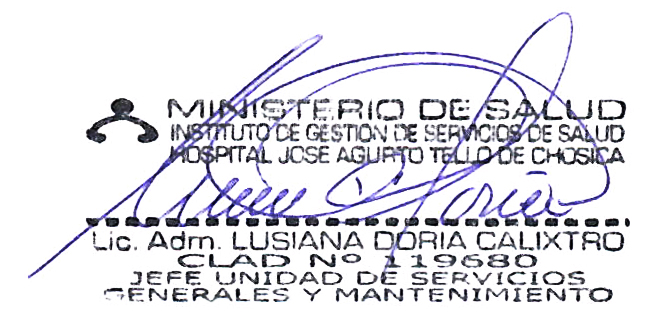 MINISTERIO DE SALUD
INSTITUTO DE GESTION DE SERVICIOS DE SALUD
HOSPITAL JOSE AGURTO TELLO DE CHOSICA
Lic. Adm. LUSIANA DORIA CALIXTRO
CLAD Nº 119680
JEFE UNIDAD DE SERVICIOS
GENERALES Y MANTENIMIENTO